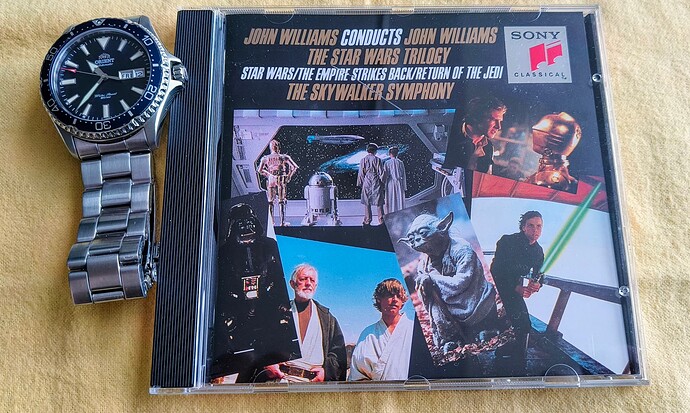 ORIENT
JOHN WILLIAMS CONDUCTS JOHN WILLIAMS
THE STAR WARS TRILOGY
STAR WARS/THE EMPIRE STRIKES BACK/RETURN OF THE JEDI
THE SKYWALKER SYMPHONY
SONY
CLASSICAL